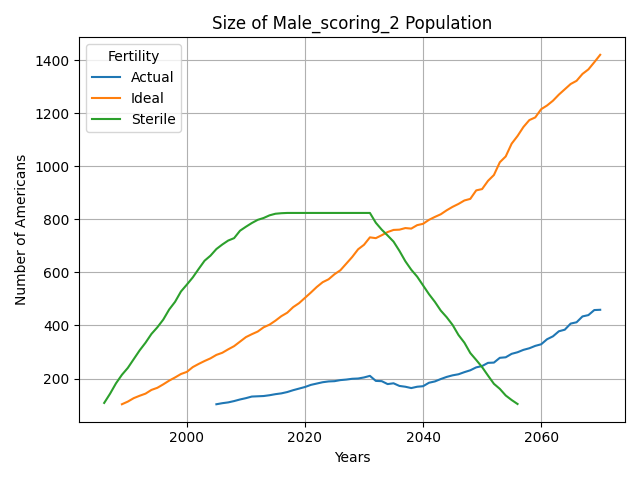 Size of Male_scoring_2 Population
Fertility
Actual
Ideal
Sterile
Number of Americans
1400
1200
1000
800
600
400
200
2000
2020
2040
2060
Years